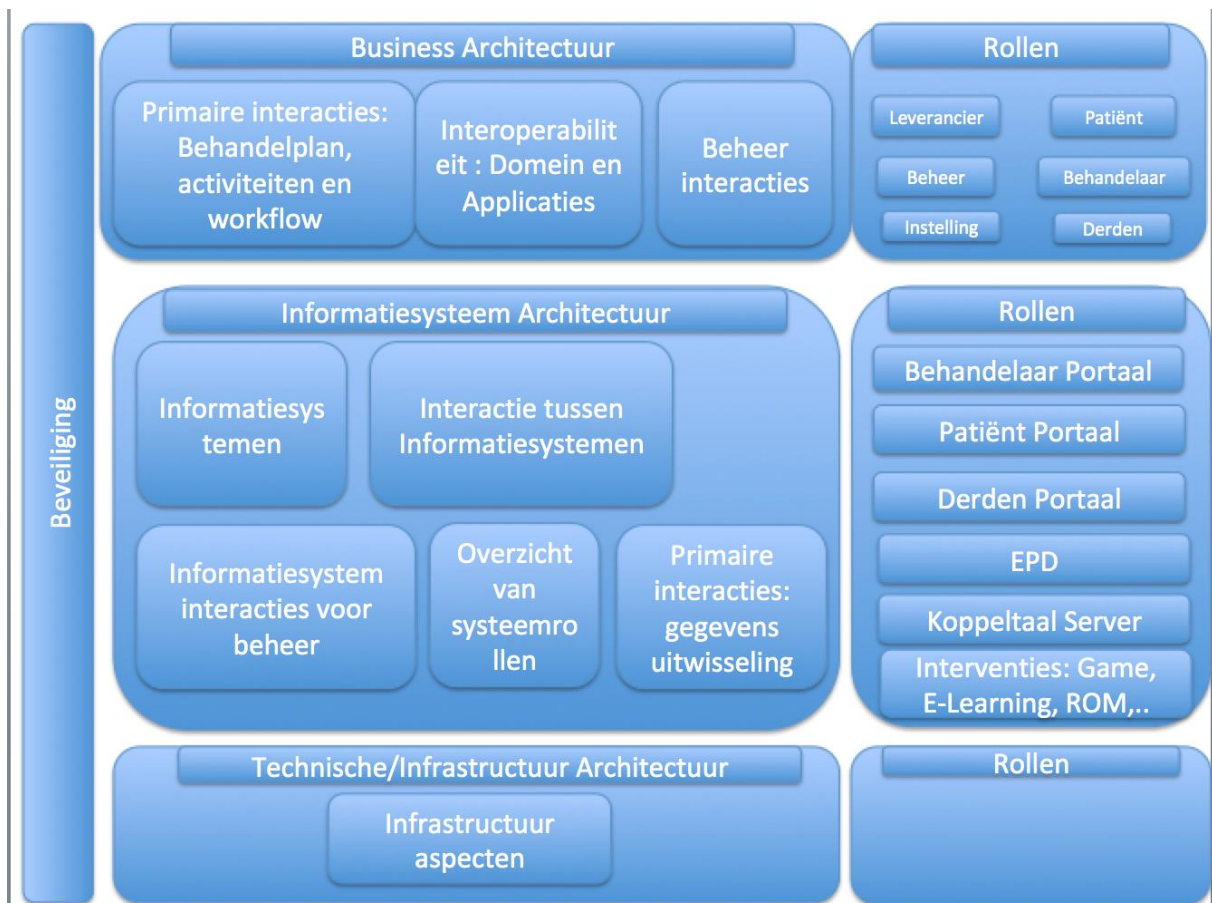 Beveiliging
Business Architectuur
Primaire interacties:
Behandelplan,
activiteiten en
workflow
Interoperabilit
eit : Domein en
Applicaties
Beheer
interacties
Rollen
Leverancier
Patiënt
Beheer
Behandelaar
Instelling
Derden
Informatiesysteem Architectuur
Informatiesys
temen
Interactie tussen
Informatiesystemen
Informatiesystem
interacties voor
beheer
Overzicht
van
systeemro
llen
Primaire
interacties:
gegevens
uitwisseling
Rollen
Behandelaar Portaal
Patiënt Portaal
Derden Portaal
EPD
Koppeltaal Server
Interventies: Game,
E-Learning, ROM,..
Technische/Infrastructuur Architectuur
Infrastructuur
aspecten
Rollen